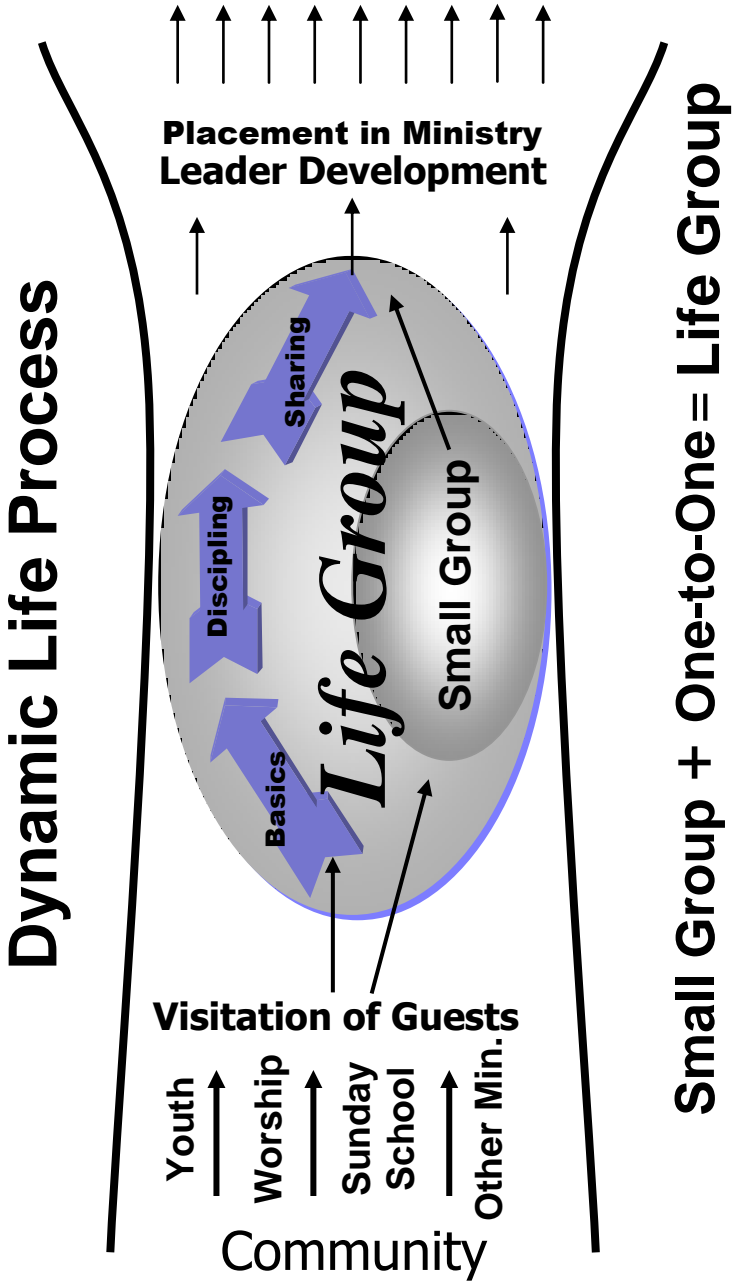 Dynamic Life Process
Placement in Ministry
Leader Development
Sharing
Discipling
Basics
Life Group
Small Group
Visitation of Guests
Youth
Worship
Sunday
School
Other Min.
Community
Small Group + One-to-One = Life Group